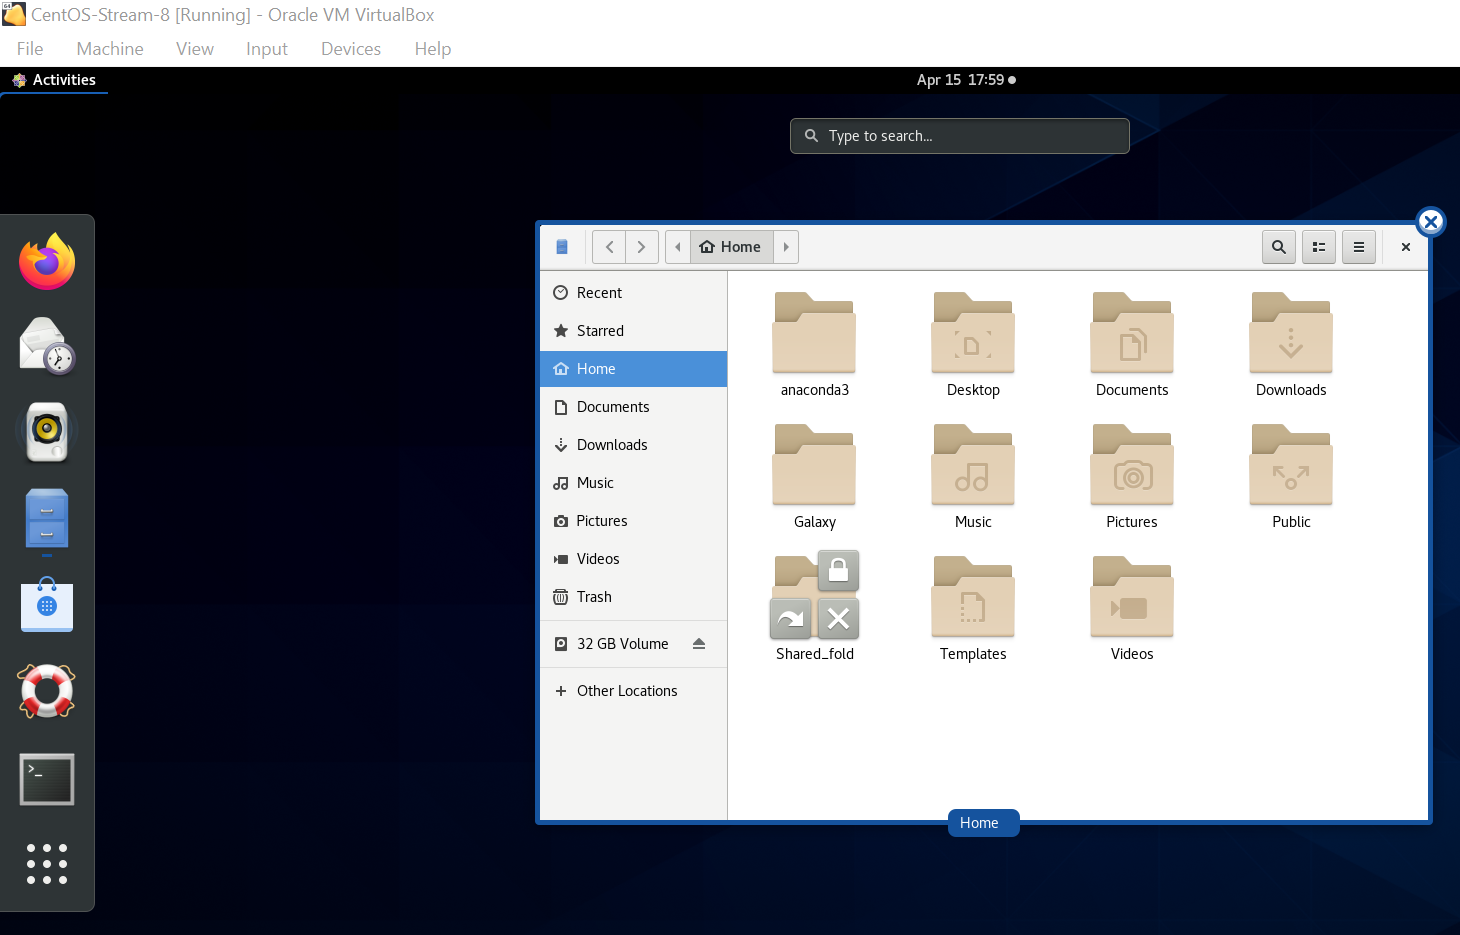 CentOS-Stream-8 [Running] - Oracle VM VirtualBox
File Machine View Input Devices Help
Activities
Apr 15 17:59
Type to search...
Home
Recent
Starred
Home
Documents
Downloads
Music
Pictures
Videos
Trash
32 GB Volume
Other Locations
anaconda3 Desktop Documents Downloads
Galaxy Music Pictures Public
Shared_fold Templates Videos
Home
>_